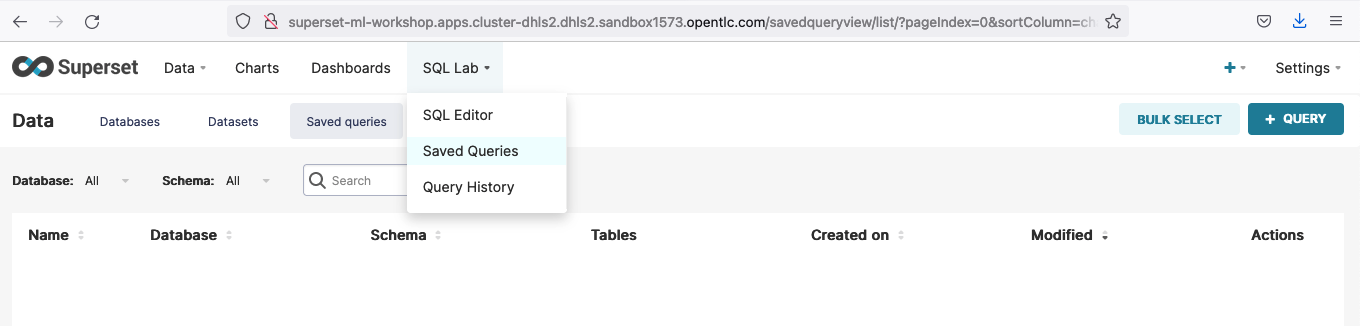 superset-ml-workshop.apps.cluster-dhls2.dhls2.sandbox1573.opentlc.com/savedqueryview/list/?pageIndex=0&sortColumn=ch
Superset Data Charts Dashboards SQL Lab Settings
Data Databases Datasets Saved queries BULK SELECT + QUERY
SQL Editor
Saved Queries
Query History
Database: All Schema: All Search
Name Database Schema Tables Created on Modified Actions